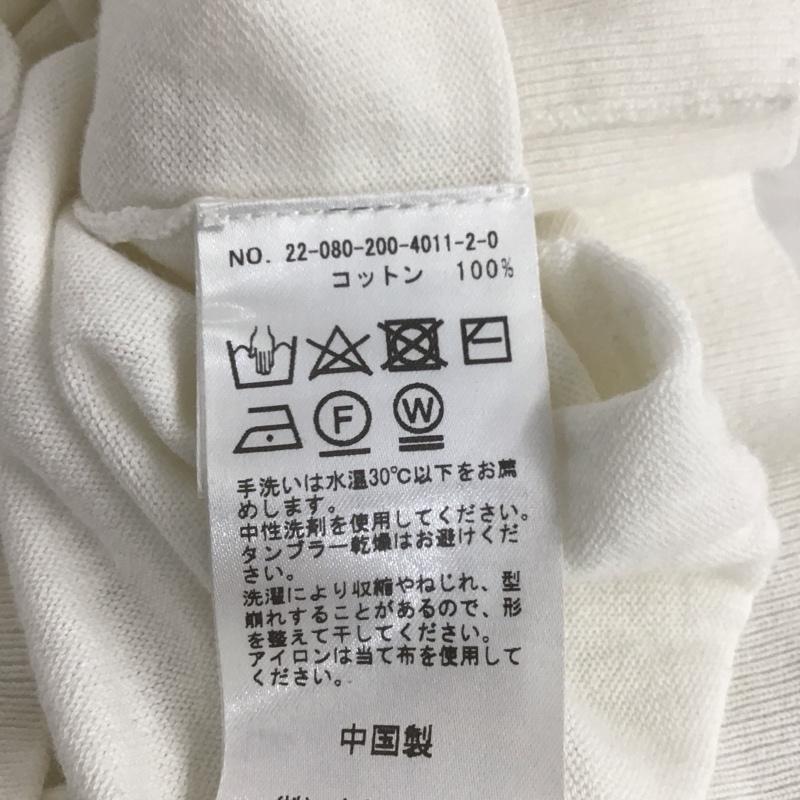 NO. 22-080-200-4011-2-0
コットン 100%
F W
手洗いは水温30℃以下をお薦
めします。
中性洗剤を使用してください。
タンブラー乾燥はお避けくだ
さい。
洗濯により収縮やねじれ、型
崩れすることがあるので、形
を整えて干してください。
アイロンは当て布を使用して
ください。
中国製